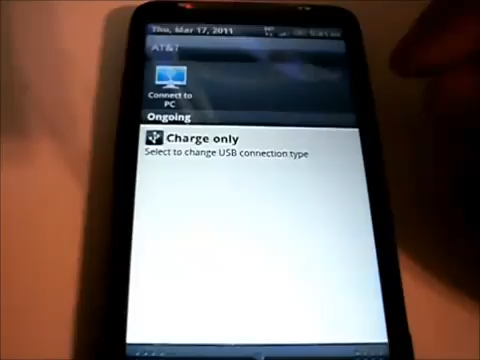 Thu, Mar 17, 2011
AT&T
Connect to
PC
Ongoing
Charge only
Select to change USB connection type